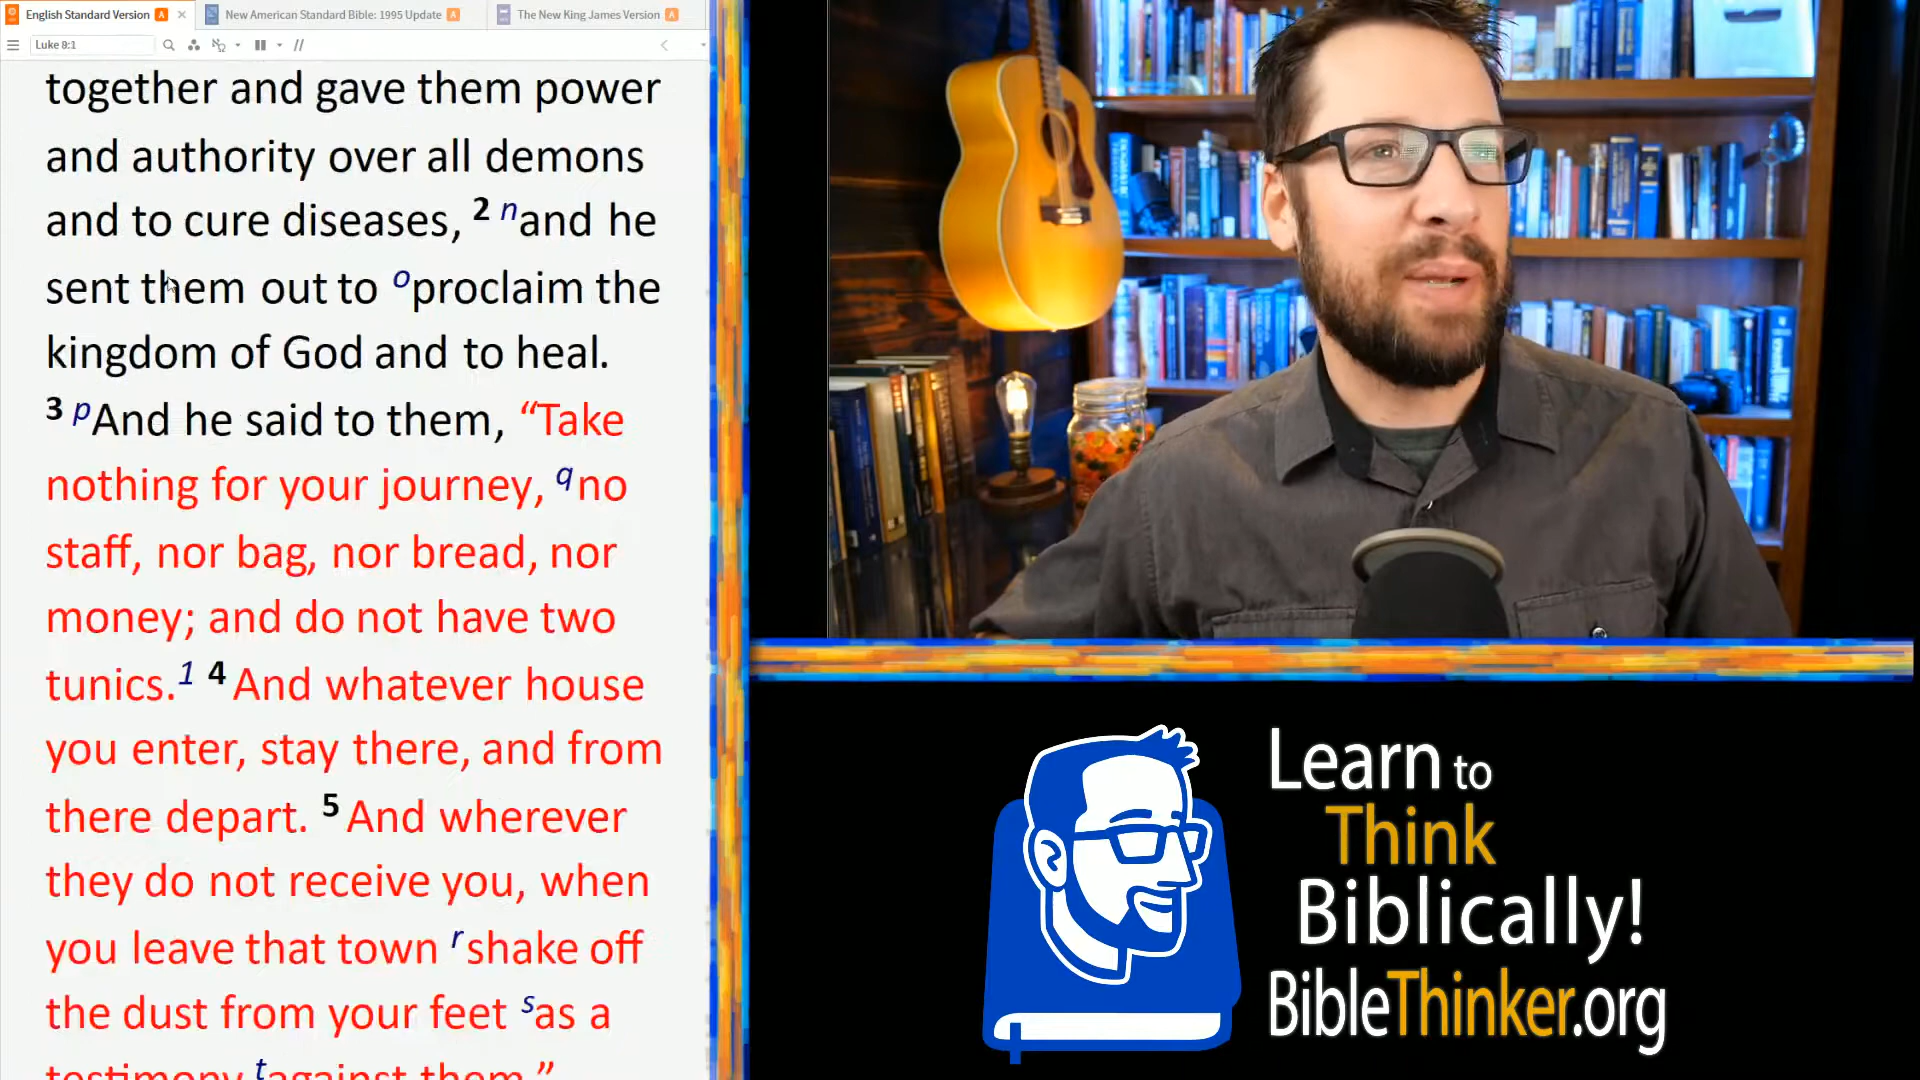 English Standard Version A
New American Standard Bible: 1995 Update A
The New King James Version A
Luke 9:1
together and gave them power
and authority over all demons
and to cure diseases, 2 n and he
sent them out to o proclaim the
kingdom of God and to heal.
3 p And he said to them, “Take
nothing for your journey, q no
staff, nor bag, nor bread, nor
money; and do not have two
tunics.1 4 And whatever house
you enter, stay there, and from
there depart. 5 And wherever
they do not receive you, when
you leave that town r shake off
the dust from your feet s as a
testimony t against them.”
Learn to
Think
Biblically!
BibleThinker.org